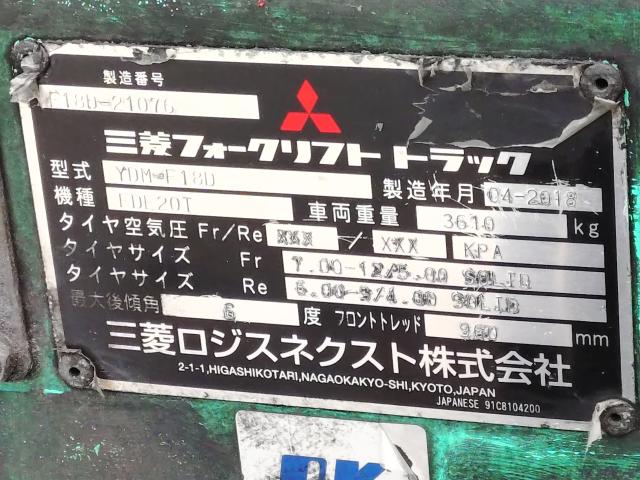 製造番号
F18D-21076
三菱フォークリフト トラック
型式 YDM-F18D 製造年月 04-2018
機種 FDE20T 車両重量 3610 kg
タイヤ空気圧 Fr/Re XXX / XXX KPA
タイヤサイズ Fr 7.00-12/5.00 SOLID
タイヤサイズ Re 6.00-9/4.00 SOLID
最大後傾角 6 度 フロントトレッド 960 mm
三菱ロジスネクスト株式会社
2-1-1,HIGASHIKOTARI,NAGAOKAKYO-SHI,KYOTO,JAPAN
JAPANESE 91CB104200